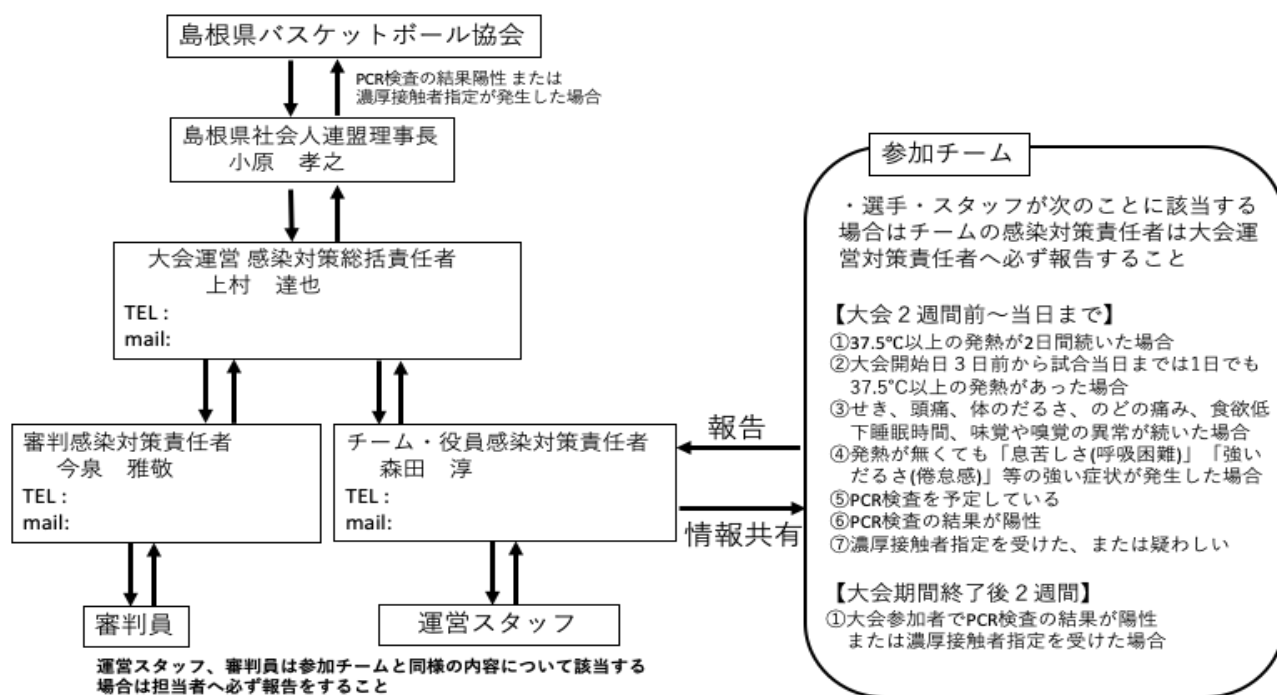 島根県バスケットボール協会
PCR検査の結果陽性 または
濃厚接触者指定が発生した場合
島根県社会人連盟理事長
小原　孝之
大会運営 感染対策総括責任者
上村　達也
TEL：
mail:
審判感染対策責任者
今泉　雅敬
TEL：
mail:
チーム・役員感染対策責任者
森田　淳
TEL：
mail:
審判員
運営スタッフ
運営スタッフ、審判員は参加チームと同様の内容について該当する
場合は担当者へ必ず報告をすること
報告
情報共有
参加チーム
・選手・スタッフが次のことに該当する
場合はチームの感染対策責任者は大会運
営対策責任者へ必ず報告すること
【大会２週間前～当日まで】
①37.5℃以上の発熱が2日間続いた場合
②大会開始日３日前から試合当日までは1日でも
37.5℃以上の発熱があった場合
③せき、頭痛、体のだるさ、のどの痛み、食欲低
下睡眠時間、味覚や嗅覚の異常が続いた場合
④発熱が無くても「息苦しさ(呼吸困難)」「強い
だるさ(倦怠感)」等の強い症状が発生した場合
⑤PCR検査を予定している
⑥PCR検査の結果が陽性
⑦濃厚接触者指定を受けた、または疑わしい
【大会期間終了後２週間】
①大会参加者でPCR検査の結果が陽性
または濃厚接触者指定を受けた場合